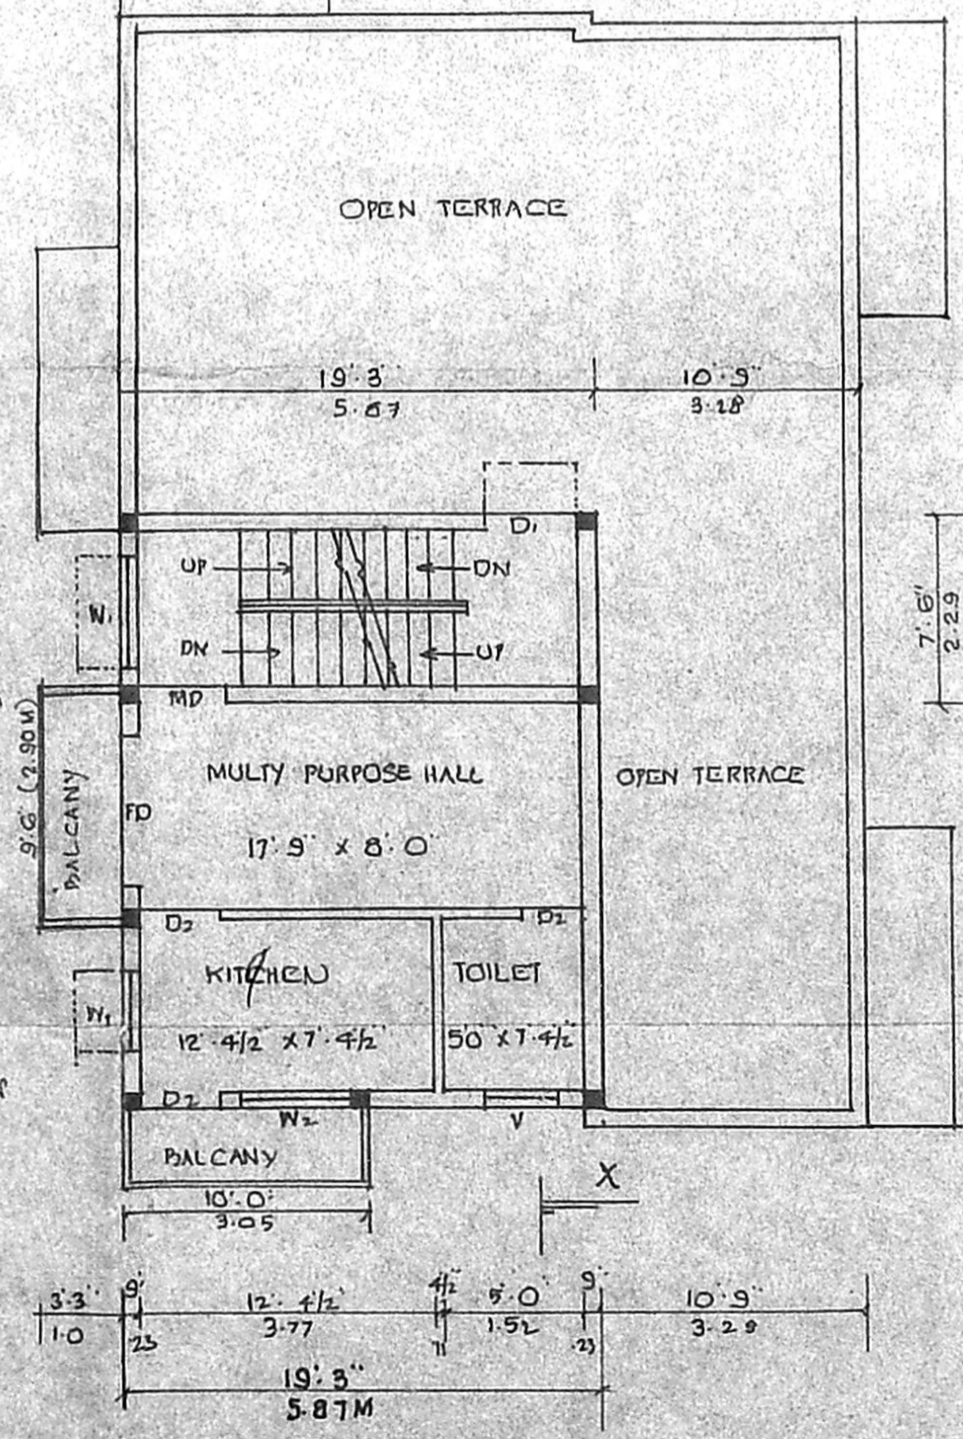 OPEN TERRACE
19'.3"
5.87
10'.9"
3.28
D1
UP
DN
7'.6"
2.29
W1
DN
UP
MD
9'.6" (2.90M)
BALCANY
FD
MULTY PURPOSE HALL
17'.9" x 8'.0"
OPEN TERRACE
D2
D2
KITCHEN
TOILET
W1
12'.4½" x 7'.4½"
5'0" x 7'.4½"
D2
W2
V
BALCANY
X
10'.0"
3.05
3'.3"
1.0
9"
.23
12'. 4½"
3.77
4½"
.11
5'.0"
1.52
9"
.23
10'.9"
3.28
19'.3"
5.87M